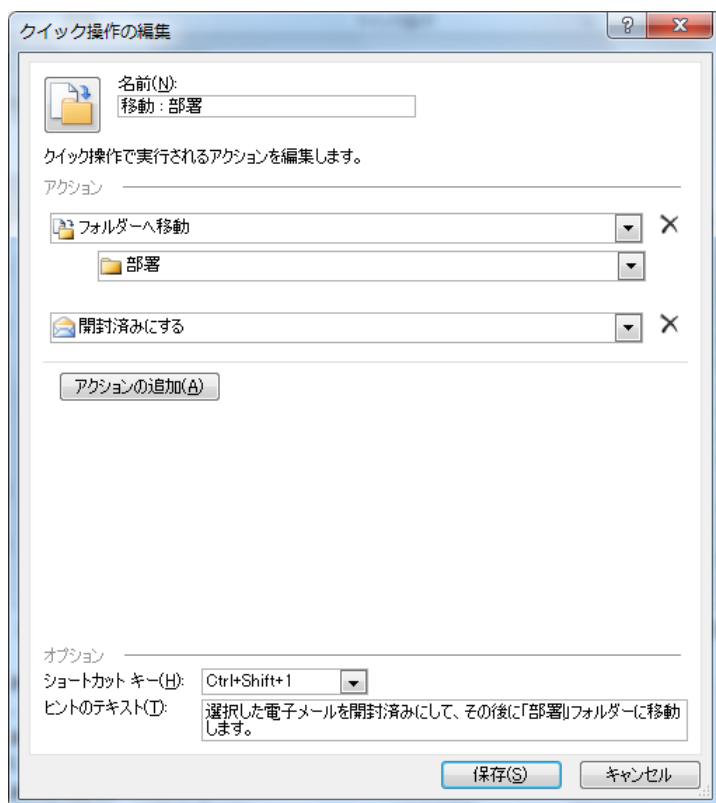 クイック操作の編集
名前(N):
移動 : 部署
クイック操作で実行されるアクションを編集します。
アクション
フォルダーへ移動
部署
開封済みにする
アクションの追加(A)
オプション
ショートカット キー(H):
Ctrl+Shift+1
ヒントのテキスト(T):
選択した電子メールを開封済みにして、その後に「部署」フォルダーに移動
します。
保存(S)
キャンセル